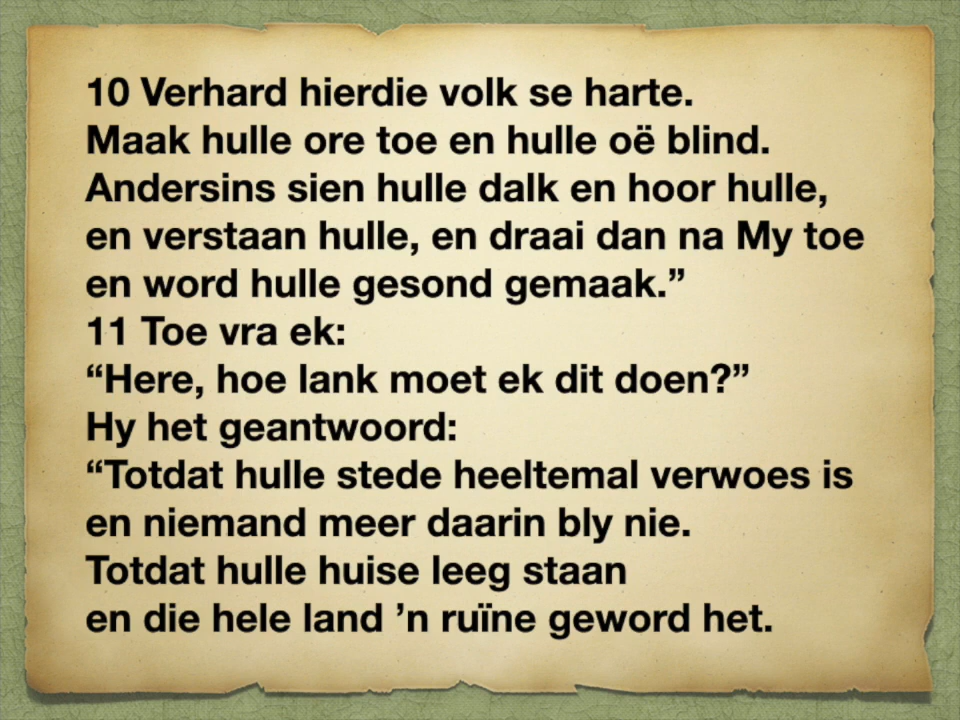 10 Verhard hierdie volk se harte.
Maak hulle ore toe en hulle oë blind.
Andersins sien hulle dalk en hoor hulle,
en verstaan hulle, en draai dan na My toe
en word hulle gesond gemaak.”
11 Toe vra ek:
“Here, hoe lank moet ek dit doen?”
Hy het geantwoord:
“Totdat hulle stede heeltemal verwoes is
en niemand meer daarin bly nie.
Totdat hulle huise leeg staan
en die hele land ’n ruïne geword het.